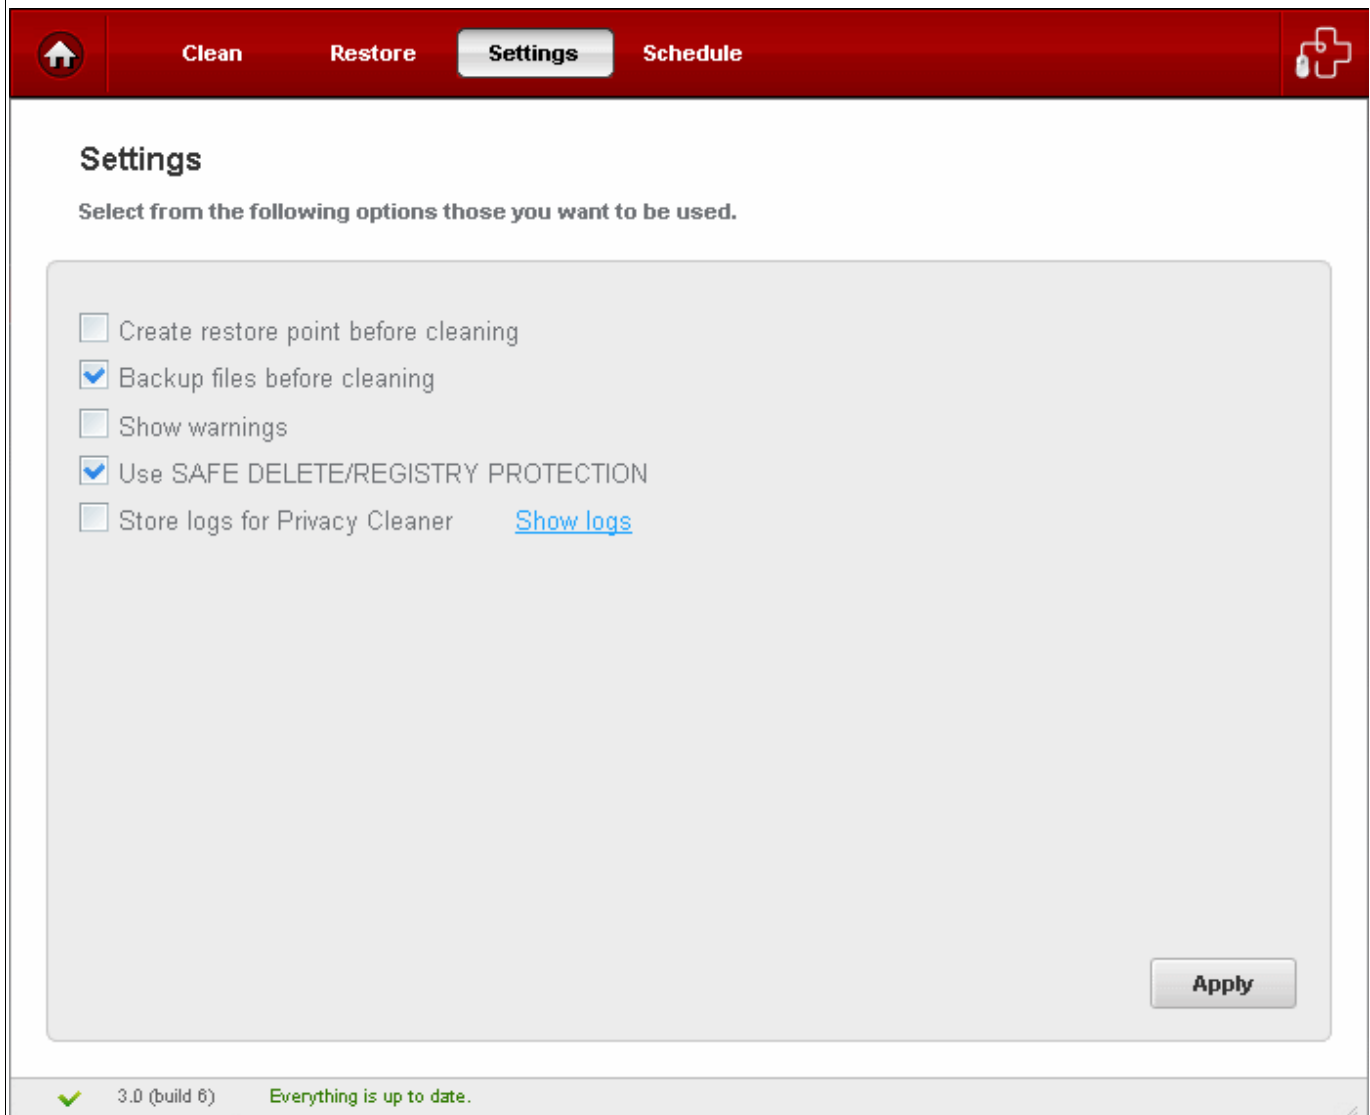 Clean Restore Settings Schedule
Settings
Select from the following options those you want to be used.
Create restore point before cleaning
Backup files before cleaning
Show warnings
Use SAFE DELETE/REGISTRY PROTECTION
Store logs for Privacy Cleaner Show logs
Apply
3.0 (build 6) Everything is up to date.